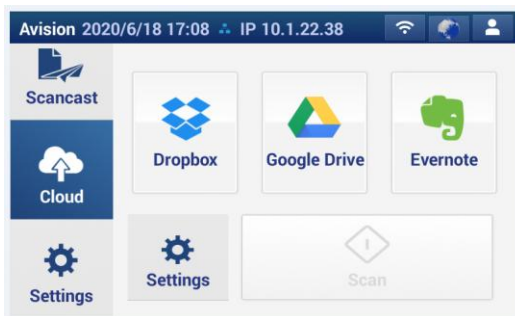 Avision 2020/6/18 17:08 IP 10.1.22.38
Scancast
Dropbox
Google Drive
Evernote
Cloud
Settings
Scan
Settings